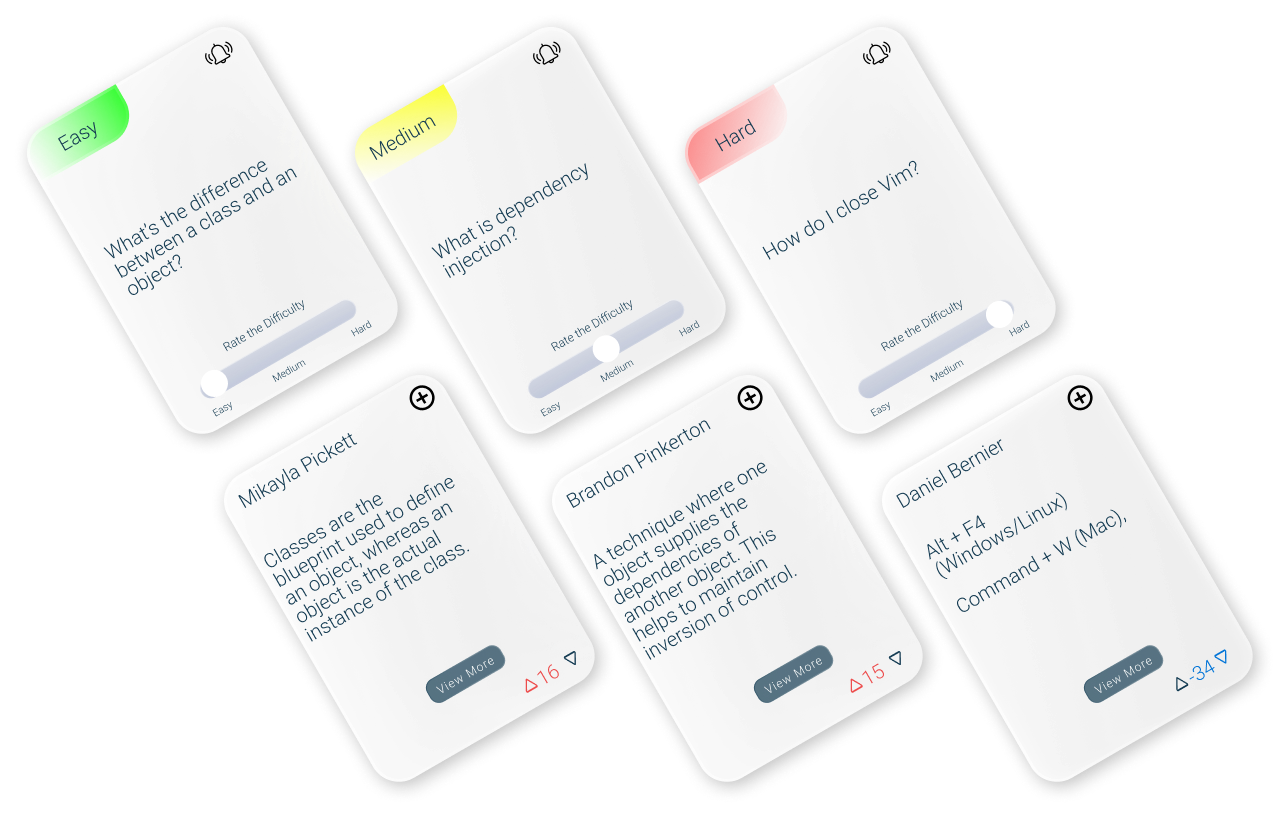 Easy
What's the difference
between a class and an
object?
Rate the Difficulty
Easy
Medium
Hard
Medium
What is dependency
injection?
Rate the Difficulty
Easy
Medium
Hard
Hard
How do I close Vim?
Rate the Difficulty
Easy
Medium
Hard
Mikayla Pickett
Classes are the
blueprint used to define
an object, whereas an
object is the actual
instance of the class.
View More
16
Brandon Pinkerton
A technique where one
object supplies the
dependencies of
another object. This
helps to maintain
inversion of control.
View More
15
Daniel Bernier
Alt + F4
(Windows/Linux)
Command + W (Mac),
View More
-34